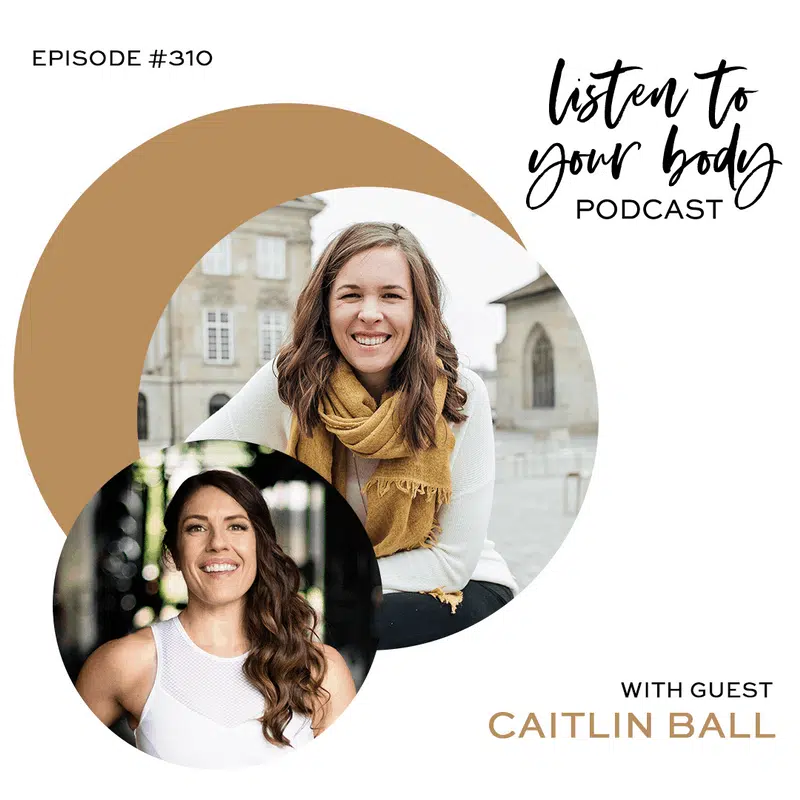 EPISODE #310
listen to
your body
PODCAST
WITH GUEST
CAITLIN BALL